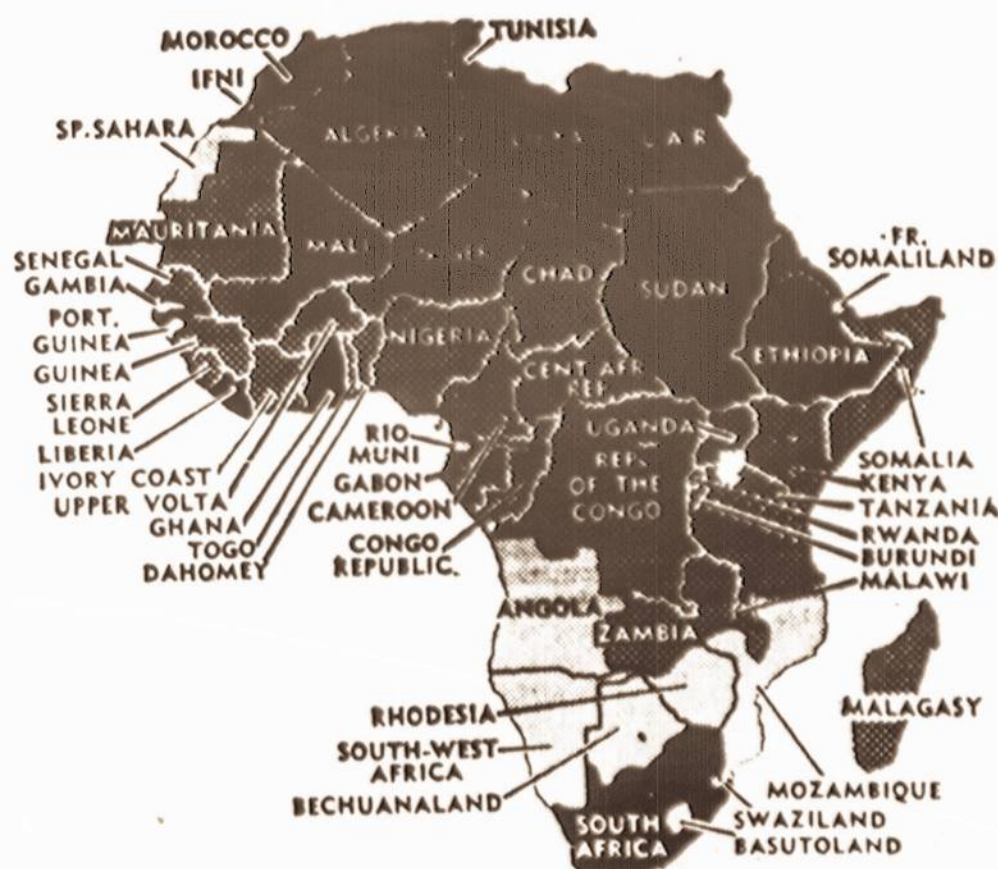 MOROCCO
TUNISIA
IFNI
SP. SAHARA
ALGERIA
U A R
MAURITANIA
MALI
CHAD
SUDAN
FR.
SOMALILAND
SENEGAL
GAMBIA
PORT.
GUINEA
GUINEA
SIERRA
LEONE
LIBERIA
IVORY COAST
UPPER VOLTA
GHANA
TOGO
DAHOMEY
NIGERIA
CENT. AFR.
REP.
ETHIOPIA
RIO
MUNI
GABON
CAMEROON
CONGO
REPUBLIC.
UGANDA
REP.
OF THE
CONGO
SOMALIA
KENYA
TANZANIA
RWANDA
BURUNDI
MALAWI
ANGOLA
ZAMBIA
MALAGASY
RHODESIA
SOUTH-WEST
AFRICA
BECHUANALAND
MOZAMBIQUE
SWAZILAND
BASUTOLAND
SOUTH
AFRICA